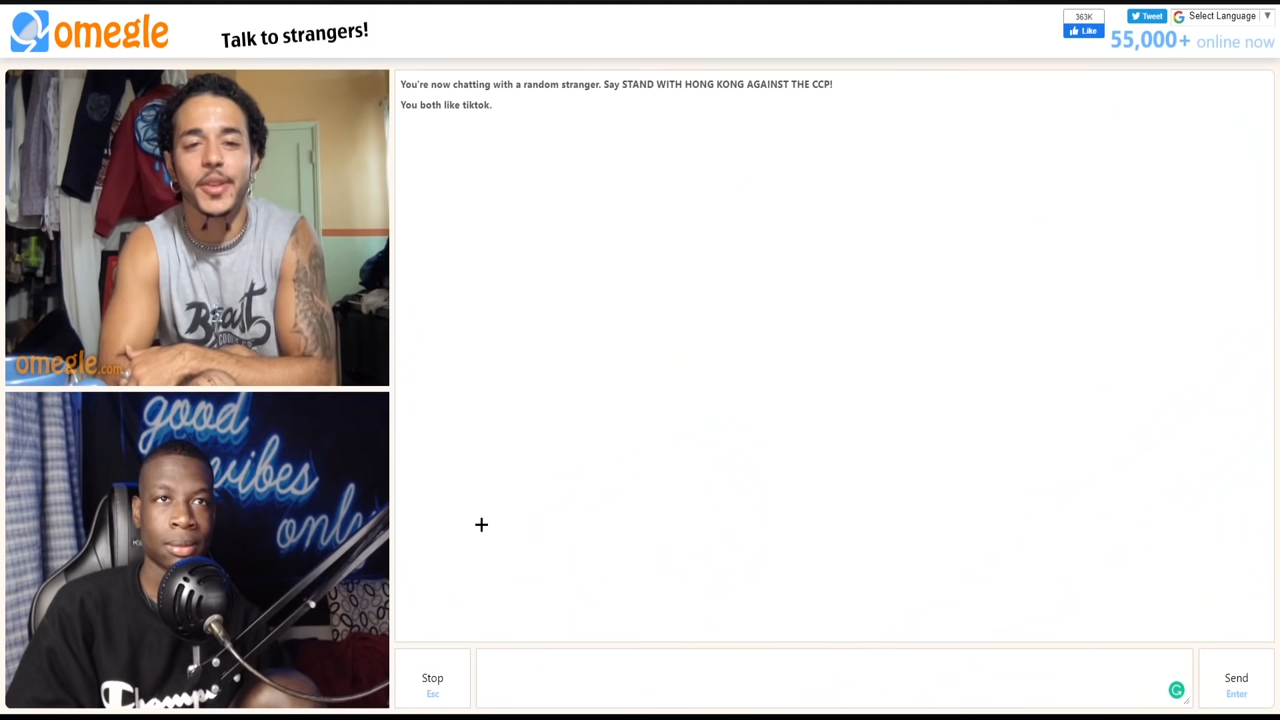 omegle
Talk to strangers!
363K
Like
Tweet
G Select Language ▼
55,000+ online now
You're now chatting with a random stranger. Say STAND WITH HONG KONG AGAINST THE CCP!
You both like tiktok.
omegle.com
good
vibes
only
Champi
Stop
Esc
Send
Enter